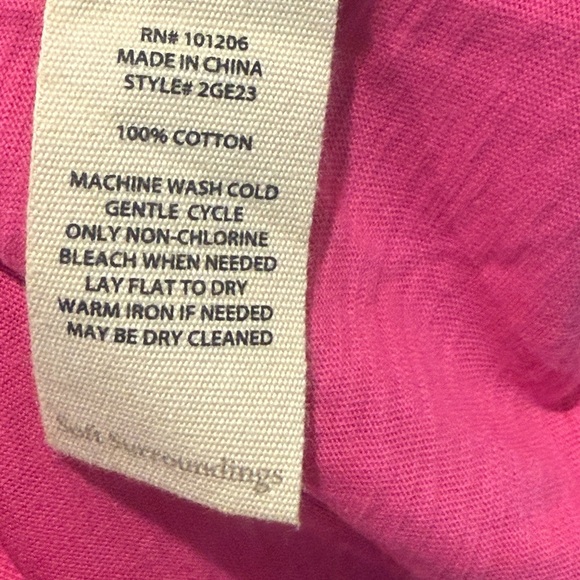 RN# 101206
MADE IN CHINA
STYLE# 2GE23
100% COTTON
MACHINE WASH COLD
GENTLE CYCLE
ONLY NON-CHLORINE
BLEACH WHEN NEEDED
LAY FLAT TO DRY
WARM IRON IF NEEDED
MAY BE DRY CLEANED
Soft Surroundings